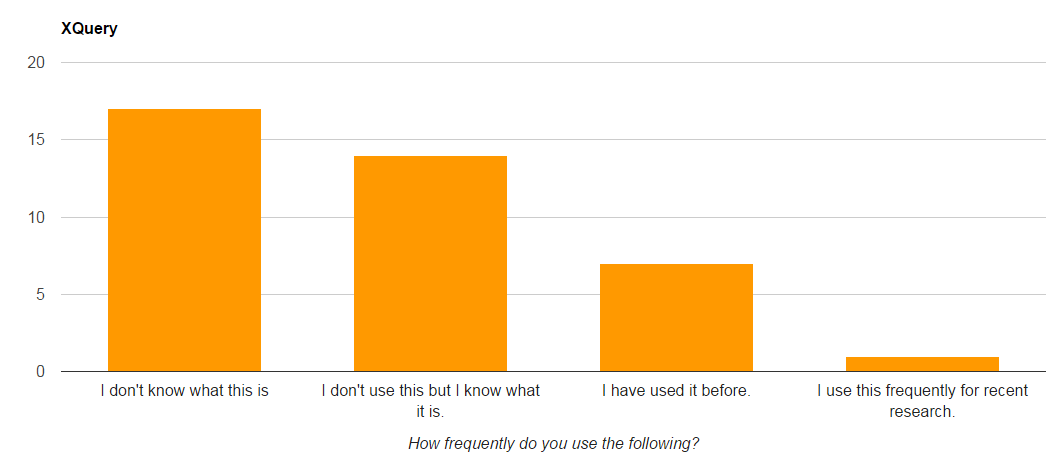 XQuery
20
15
10
5
0
I don't know what this is
I don't use this but I know what
it is.
I have used it before.
I use this frequently for recent
research.
How frequently do you use the following?